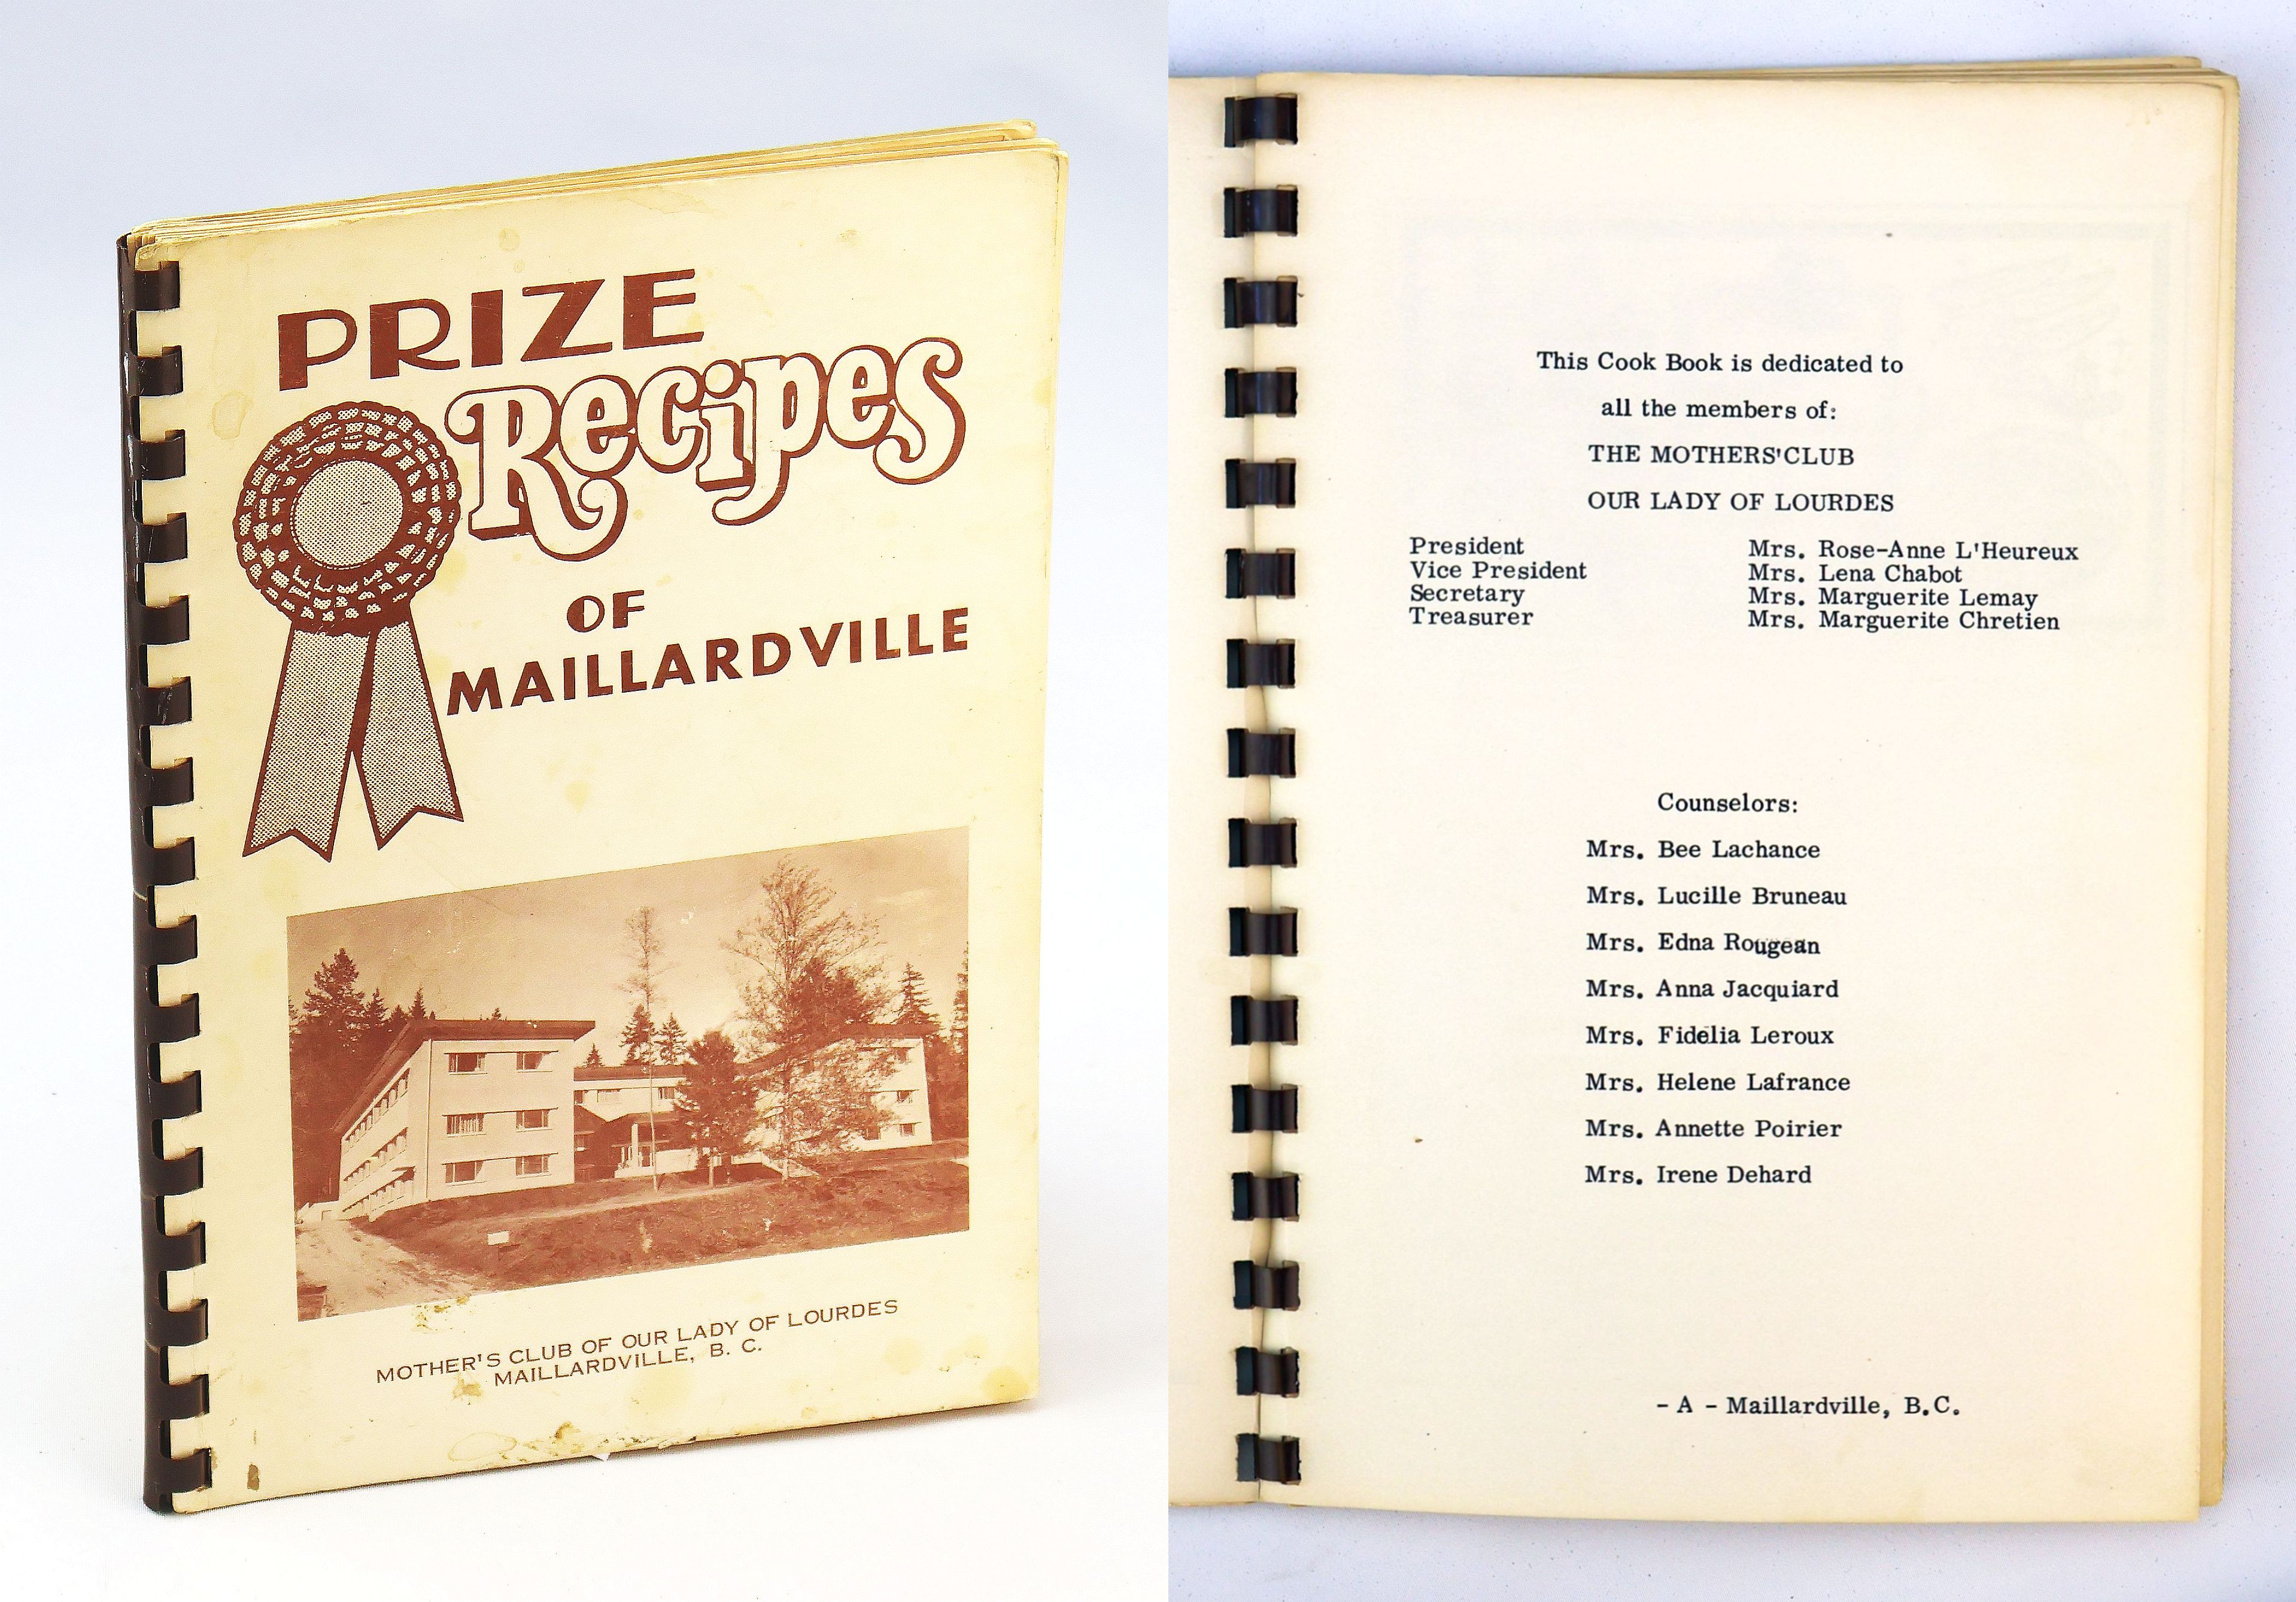 PRIZE
Recipes
OF
MAILLARDVILLE
MOTHER'S CLUB OF OUR LADY OF LOURDES
MAILLARDVILLE, B. C.
This Cook Book is dedicated to
all the members of:
THE MOTHERS'CLUB
OUR LADY OF LOURDES
President Mrs. Rose-Anne L'Heureux
Vice President Mrs. Lena Chabot
Secretary Mrs. Marguerite Lemay
Treasurer Mrs. Marguerite Chretien
Counselors:
Mrs. Bee Lachance
Mrs. Lucille Bruneau
Mrs. Edna Rougean
Mrs. Anna Jacquiard
Mrs. Fidelia Leroux
Mrs. Helene Lafrance
Mrs. Annette Poirier
Mrs. Irene Dehard
- A - Maillardville, B.C.